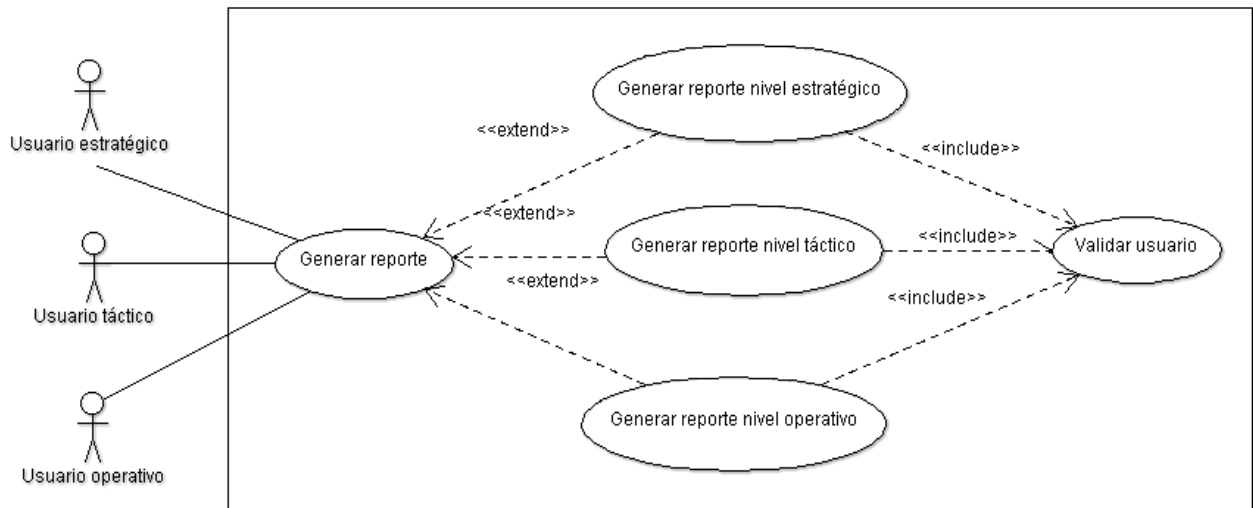 Generar reporte nivel estratégico
<<extend>>
<<include>>
Usuario estratégico
<<extend>>
Generar reporte
Generar reporte nivel táctico
<<include>>
Validar usuario
<<extend>>
<<include>>
Usuario táctico
Generar reporte nivel operativo
Usuario operativo